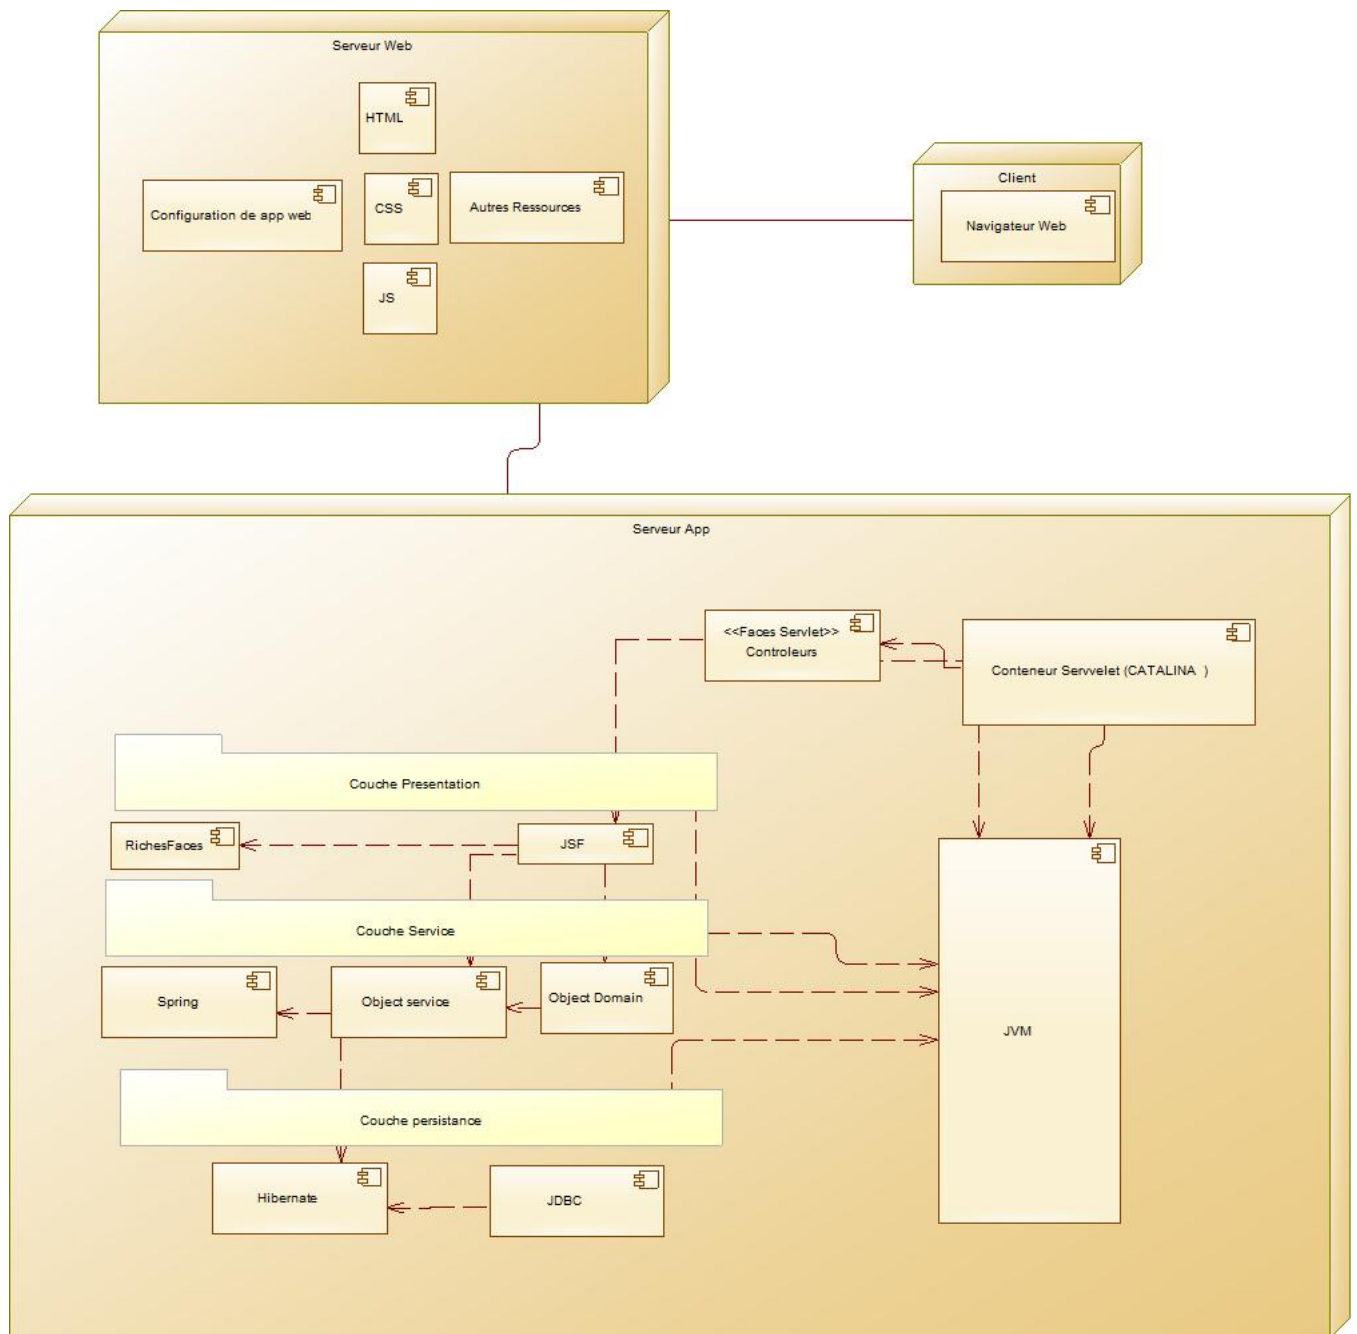 Serveur Web
HTML
Configuration de app web
CSS
Autres Ressources
JS
Client
Navigateur Web
Serveur App
<<Faces Servlet>>
Controleurs
Conteneur Servvelet (CATALINA )
Couche Presentation
RichesFaces
JSF
Couche Service
Spring
Object service
Object Domain
JVM
Couche persistance
Hibernate
JDBC